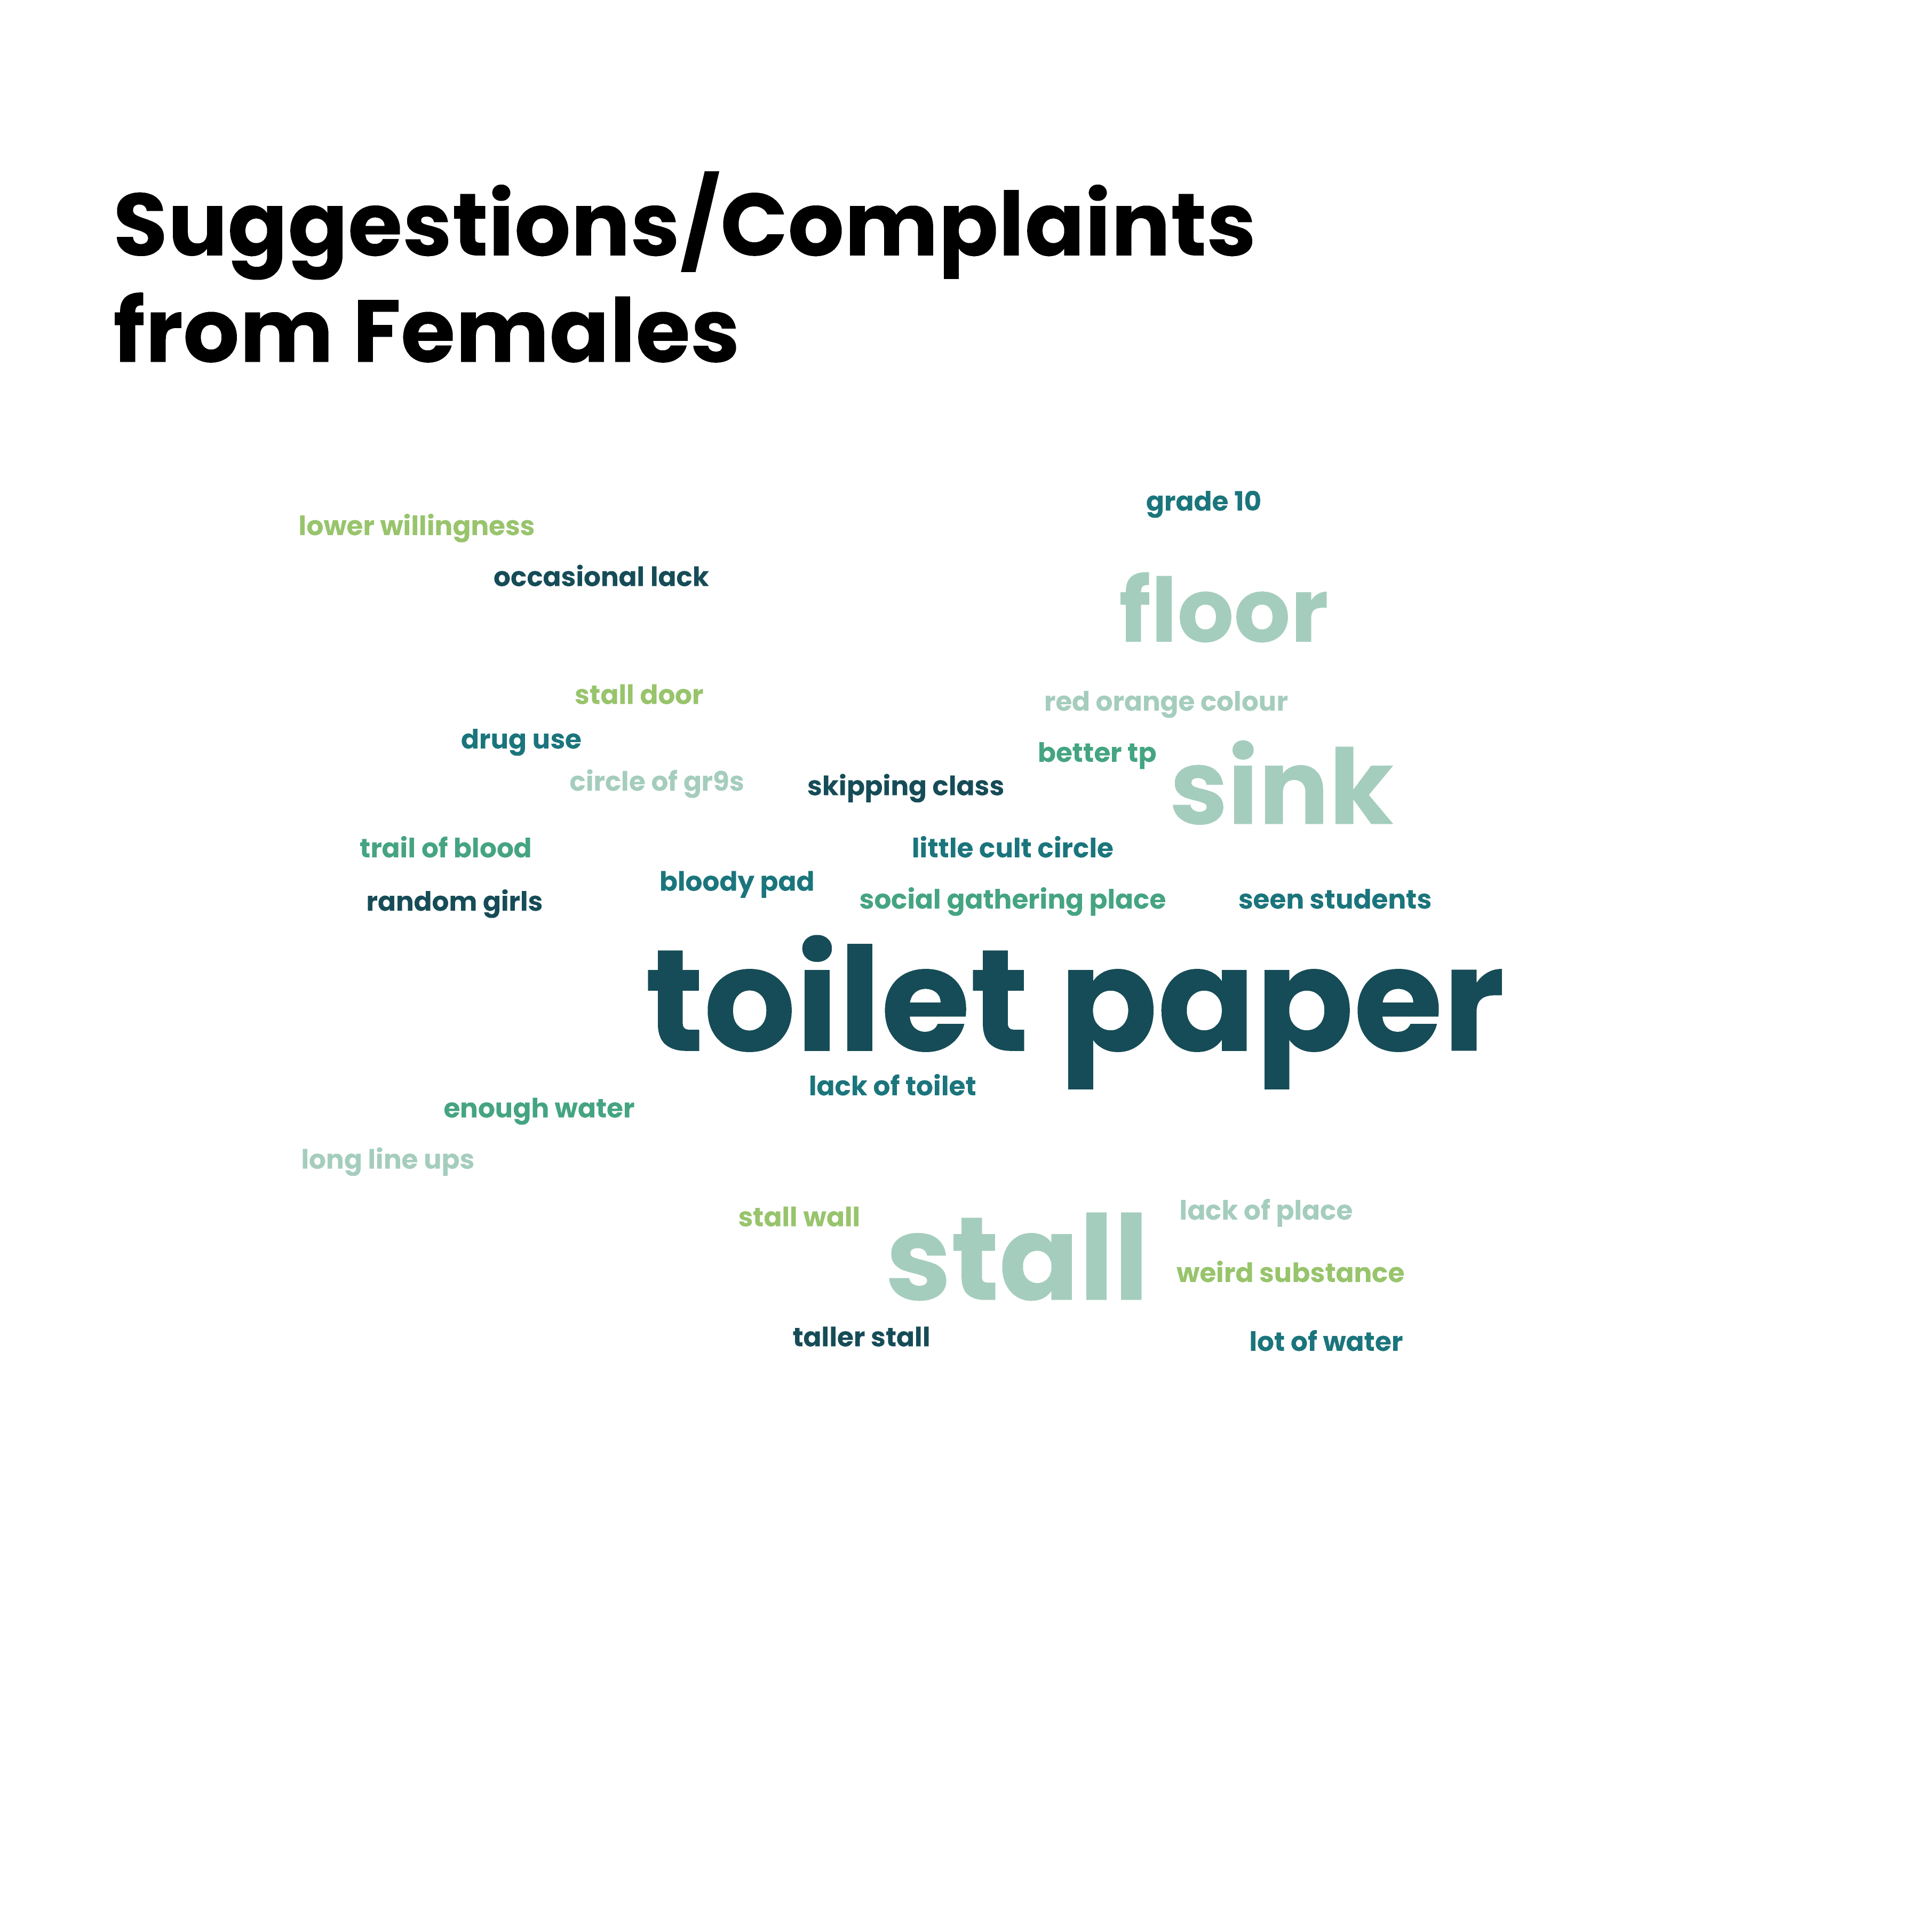 Suggestions/Complaints
from Females
grade 10
lower willingness
occasional lack
floor
stall door
red orange colour
drug use
better tp
circle of gr9s
skipping class
sink
trail of blood
little cult circle
bloody pad
random girls
social gathering place
seen students
toilet paper
lack of toilet
enough water
long line ups
stall wall
stall
lack of place
weird substance
taller stall
lot of water